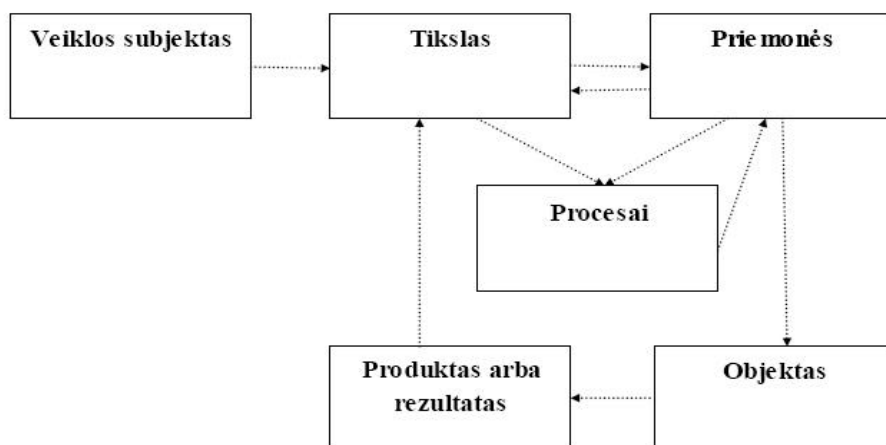 Veiklos subjektas
Tikslas
Priemonės
Procesai
Produktas arba
rezultatas
Objektas